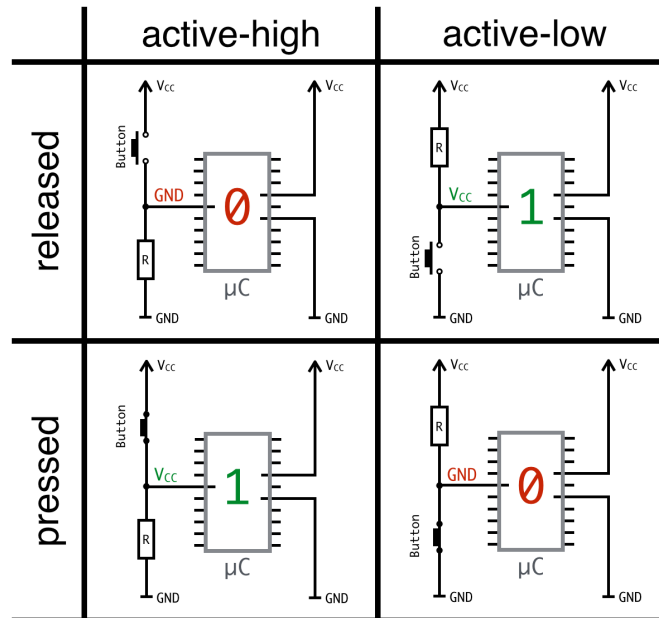 active-high
active-low
released
Vcc
Vcc
Button
GND
0
R
GND
GND
µC
Vcc
Vcc
R
Vcc
1
Button
GND
GND
µC
pressed
Vcc
Vcc
Button
Vcc
1
R
GND
GND
µC
Vcc
Vcc
R
GND
0
Button
GND
GND
µC